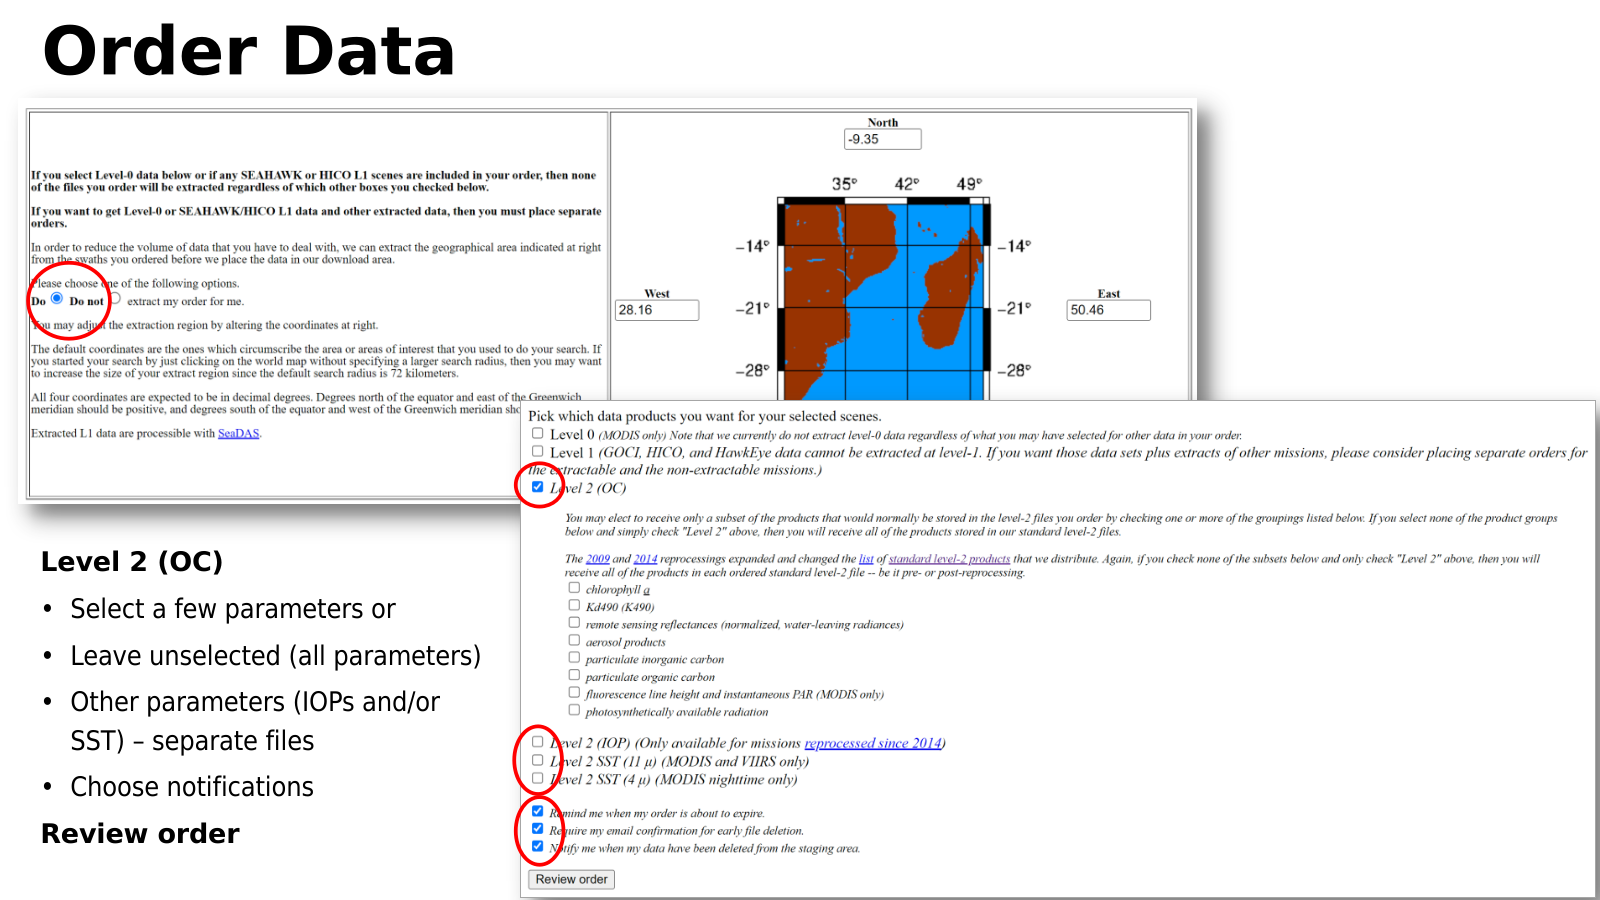 Order Data
If you select Level-0 data below or if any SEAHAWK or HICO L1 scenes are included in your order, then none
of the files you order will be extracted regardless of which other boxes you checked below.
If you want to get Level-0 or SEAHAWK/HICO L1 data and other extracted data, then you must place separate
orders.
In order to reduce the volume of data that you have to deal with, we can extract the geographical area indicated at right
from the swaths you ordered before we place the data in our download area.
Please choose one of the following options.
Do Do not extract my order for me.
You may adjust the extraction region by altering the coordinates at right.
The default coordinates are the ones which circumscribe the area or areas of interest that you used to do your search. If
you started your search by just clicking on the world map without specifying a larger search radius, then you may want
to increase the size of your extract region since the default search radius is 72 kilometers.
All four coordinates are expected to be in decimal degrees. Degrees north of the equator and east of the Greenwich
meridian should be positive, and degrees south of the equator and west of the Greenwich meridian sho
Extracted L1 data are processible with SeaDAS.
North
-9.35
35° 42° 49°
-14° -14°
West
28.16
East
50.46
-21° -21°
-28° -28°
Pick which data products you want for your selected scenes.
Level 0 (MODIS only) Note that we currently do not extract level-0 data regardless of what you may have selected for other data in your order.
Level 1 (GOCI, HICO, and HawkEye data cannot be extracted at level-1. If you want those data sets plus extracts of other missions, please consider placing separate orders for
the extractable and the non-extractable missions.)
Level 2 (OC)
You may elect to receive only a subset of the products that would normally be stored in the level-2 files you order by checking one or more of the groupings listed below. If you select none of the product groups
below and simply check "Level 2" above, then you will receive all of the products stored in our standard level-2 files.
The 2009 and 2014 reprocessings expanded and changed the list of standard level-2 products that we distribute. Again, if you check none of the subsets below and only check "Level 2" above, then you will
receive all of the products in each ordered standard level-2 file -- be it pre- or post-reprocessing.
chlorophyll a
Kd490 (K490)
remote sensing reflectances (normalized, water-leaving radiances)
aerosol products
particulate inorganic carbon
particulate organic carbon
fluorescence line height and instantaneous PAR (MODIS only)
photosynthetically available radiation
Level 2 (IOP) (Only available for missions reprocessed since 2014)
Level 2 SST (11 µ) (MODIS and VIIRS only)
Level 2 SST (4 µ) (MODIS nighttime only)
Remind me when my order is about to expire.
Require my email confirmation for early file deletion.
Notify me when my data have been deleted from the staging area.
Review order
Level 2 (OC)
• Select a few parameters or
• Leave unselected (all parameters)
• Other parameters (IOPs and/or
SST) – separate files
• Choose notifications
Review order